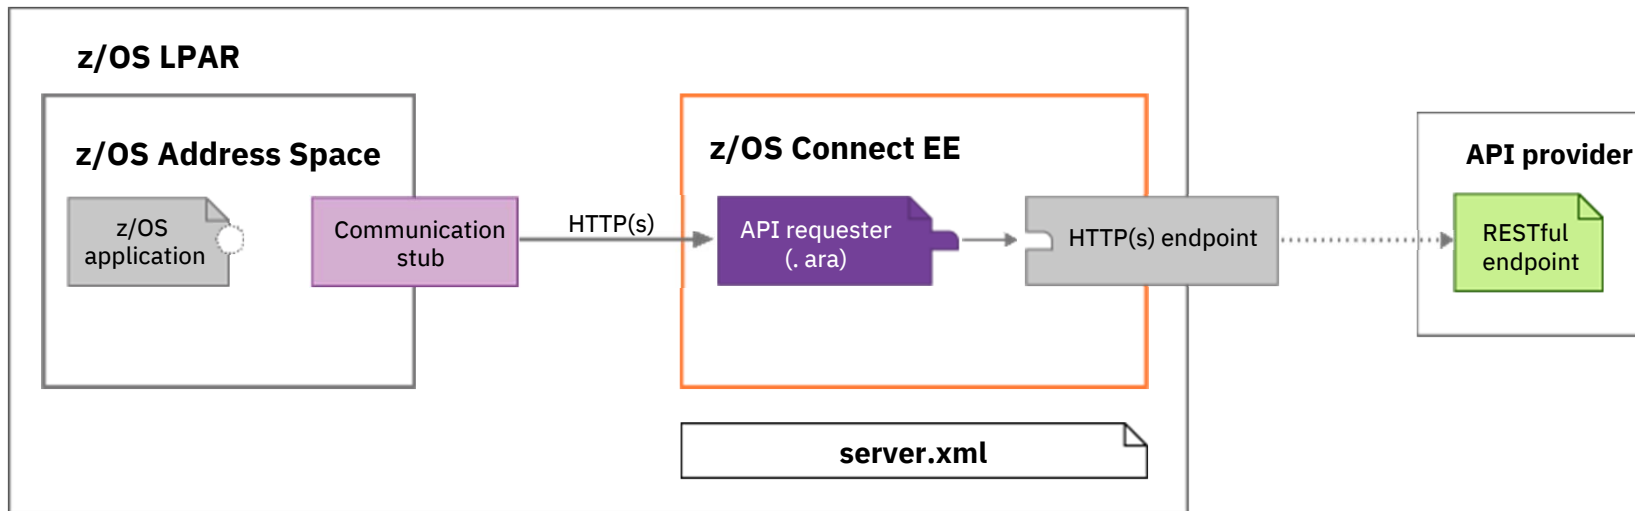 z/OS LPAR
z/OS Address Space
z/OS
application
Communication
stub
HTTP(s)
z/OS Connect EE
API requester
(. ara)
HTTP(s) endpoint
server.xml
API provider
RESTful
endpoint